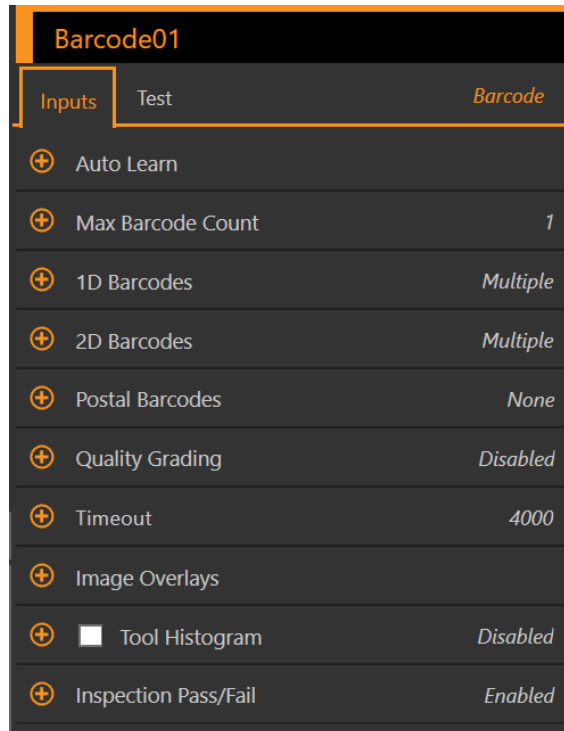 Barcode01
Inputs Test Barcode
Auto Learn
Max Barcode Count 1
1D Barcodes Multiple
2D Barcodes Multiple
Postal Barcodes None
Quality Grading Disabled
Timeout 4000
Image Overlays
Tool Histogram Disabled
Inspection Pass/Fail Enabled